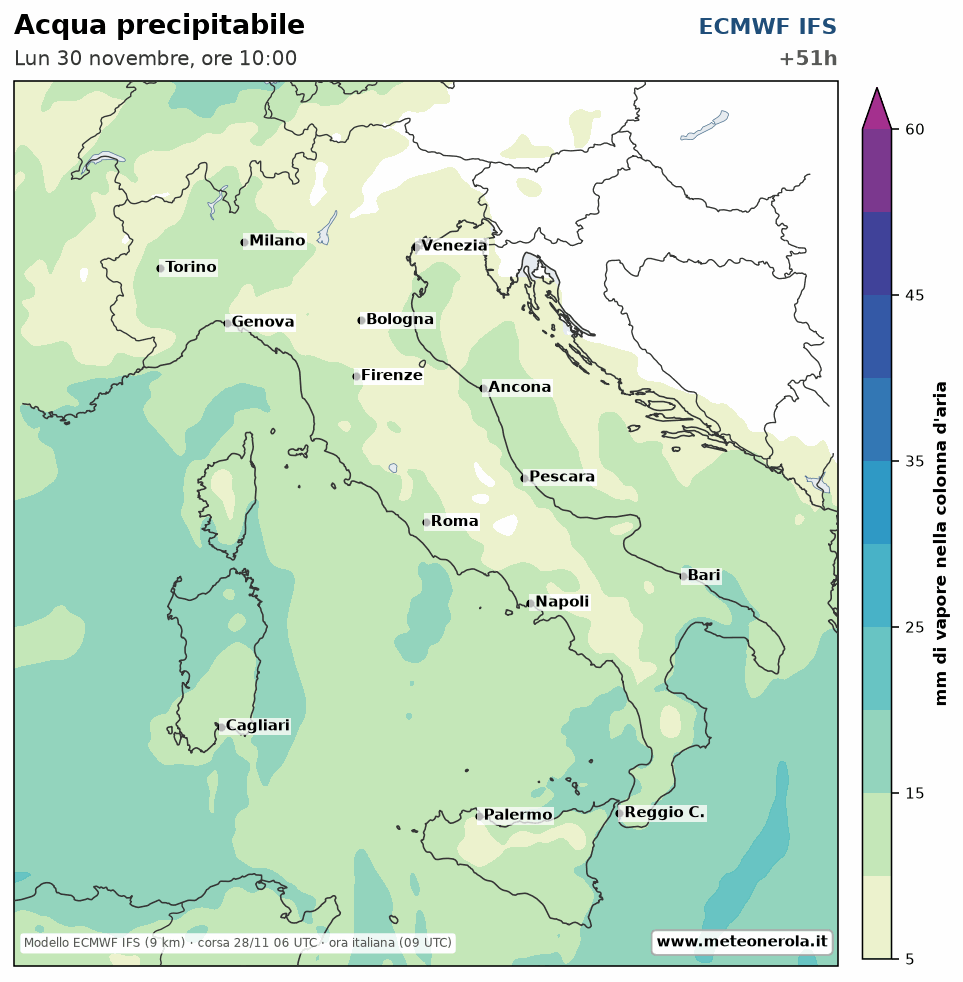 Acqua precipitabile
ECMWF IFS
Lun 30 novembre, ore 10:00
+51h
Milano
Venezia
Torino
Genova
Bologna
Firenze
Ancona
Pescara
Roma
Bari
Napoli
Cagliari
Palermo
Reggio C.
60
45
35
25
15
5
mm di vapore nella colonna d'aria
Modello ECMWF IFS (9 km) · corsa 28/11 06 UTC · ora italiana (09 UTC)
www.meteonerola.it